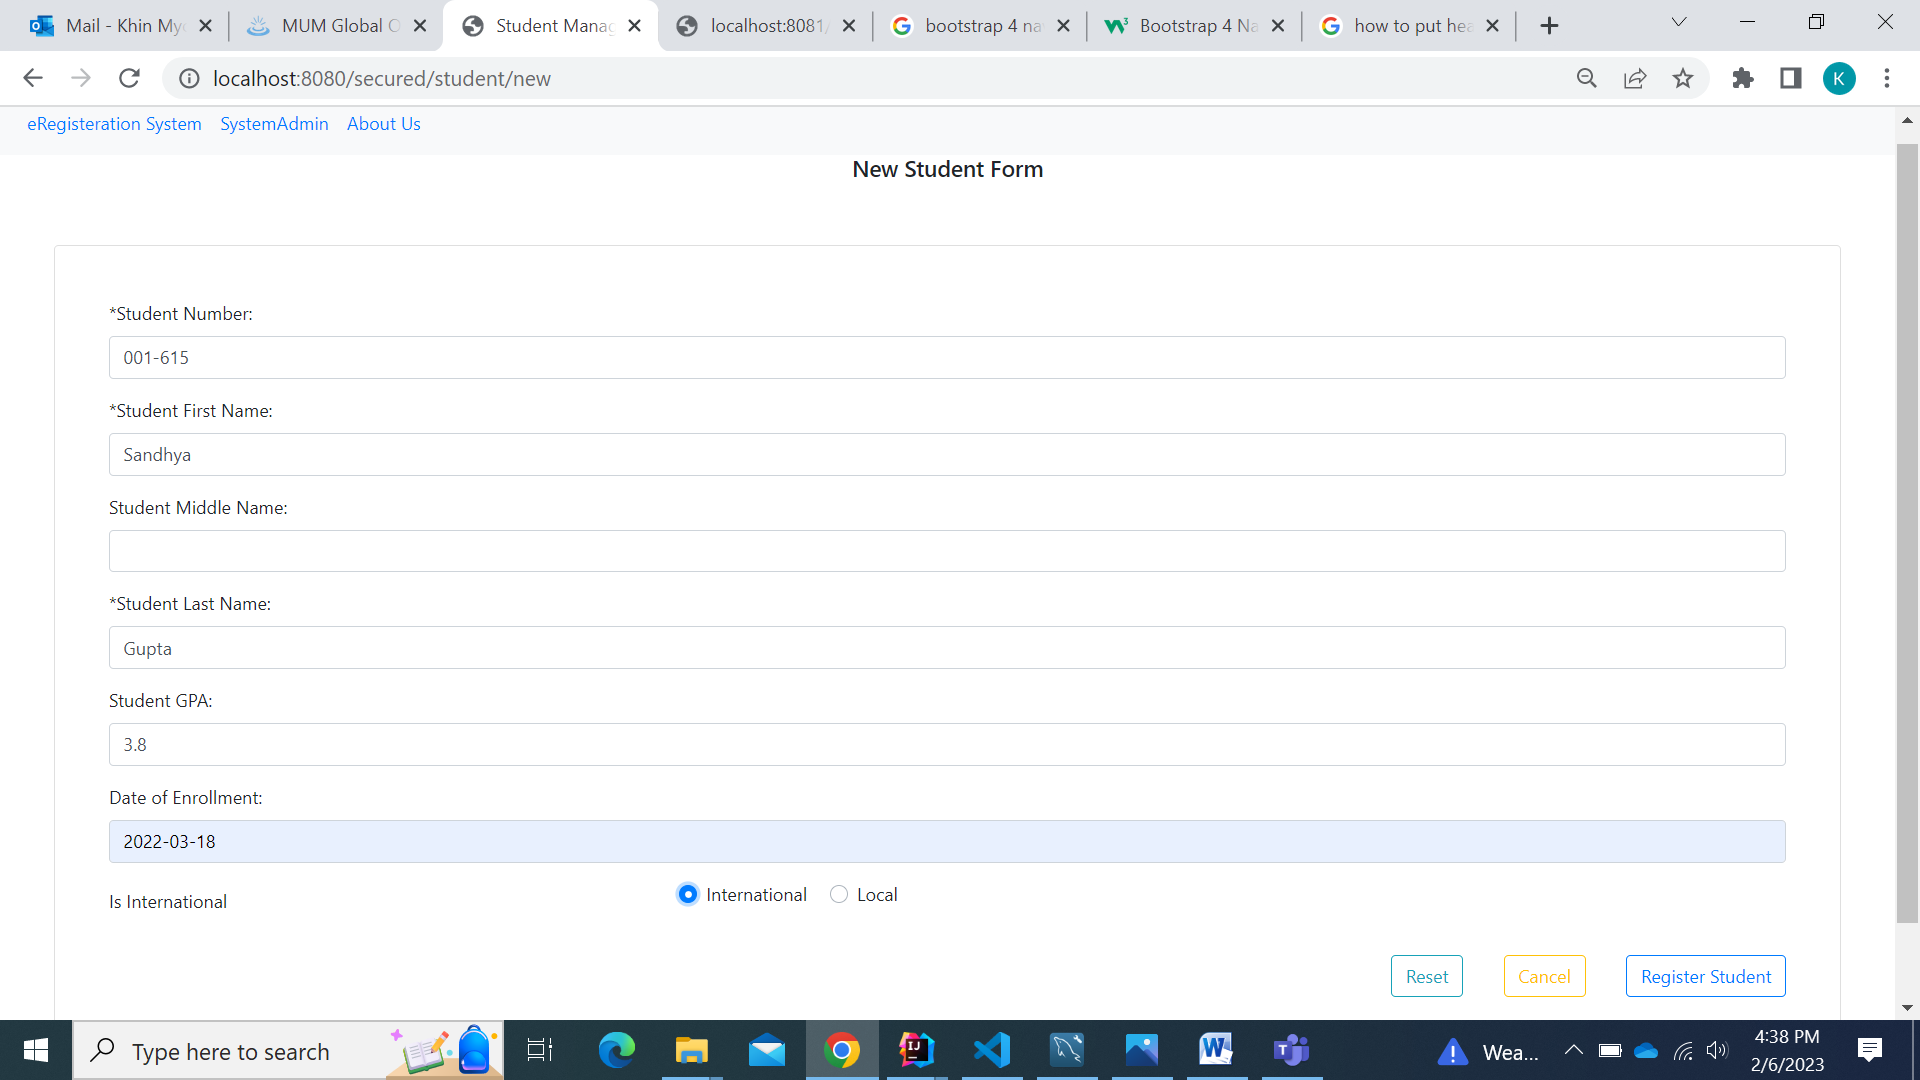 Mail - Khin Myo
MUM Global O
Student Manag
localhost:8081/
bootstrap 4 na
Bootstrap 4 Na
how to put hea
localhost:8080/secured/student/new
K
eRegisteration System SystemAdmin About Us
New Student Form
*Student Number:
001-615
*Student First Name:
Sandhya
Student Middle Name:
*Student Last Name:
Gupta
Student GPA:
3.8
Date of Enrollment:
2022-03-18
Is International
International Local
Reset Cancel Register Student
Type here to search
Wea...
4:38 PM
2/6/2023